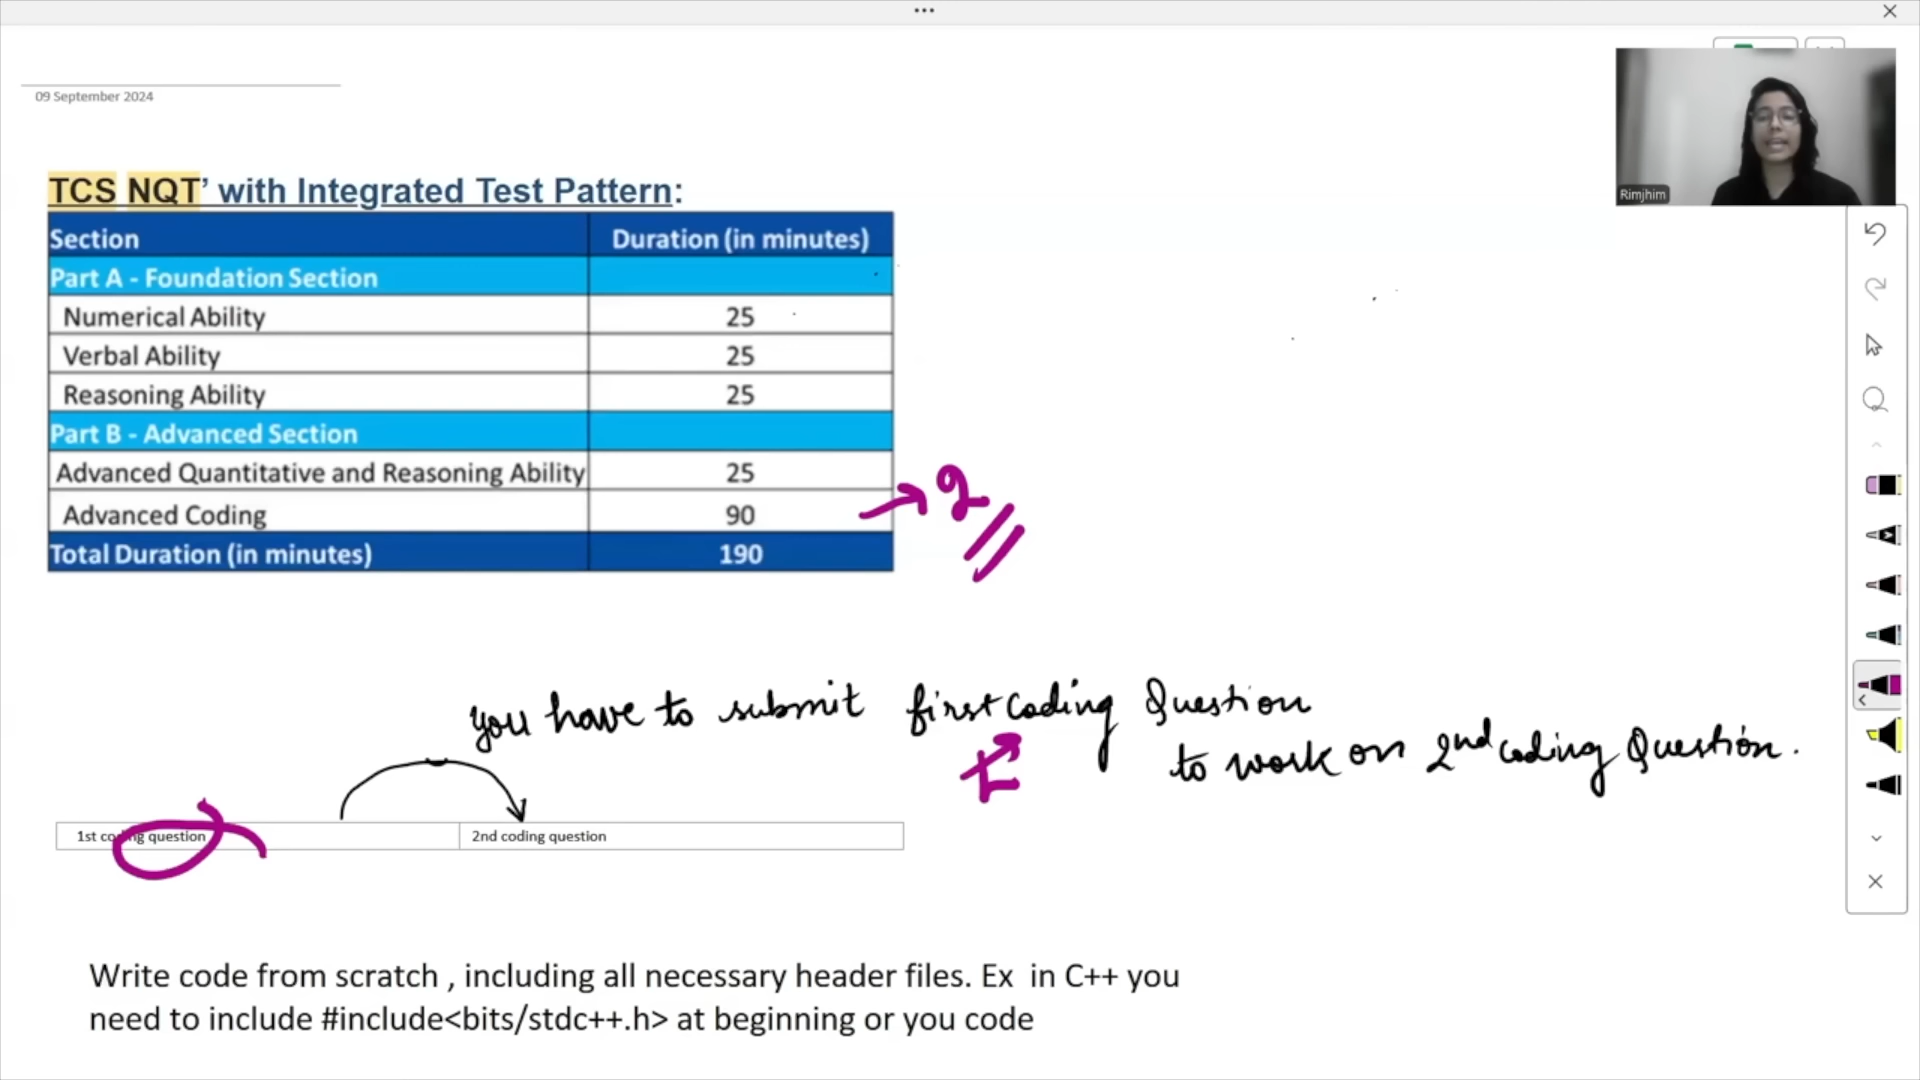 09 September 2024
Rimjhim
TCS NQT’ with Integrated Test Pattern:
Section Duration (in minutes)
Part A - Foundation Section
Numerical Ability 25
Verbal Ability 25
Reasoning Ability 25
Part B - Advanced Section
Advanced Quantitative and Reasoning Ability 25
Advanced Coding 90
2
Total Duration (in minutes) 190
you have to submit first coding Question
to work on 2nd coding Question.
1st coding question 2nd coding question
Write code from scratch , including all necessary header files. Ex in C++ you
need to include #include<bits/stdc++.h> at beginning or you code